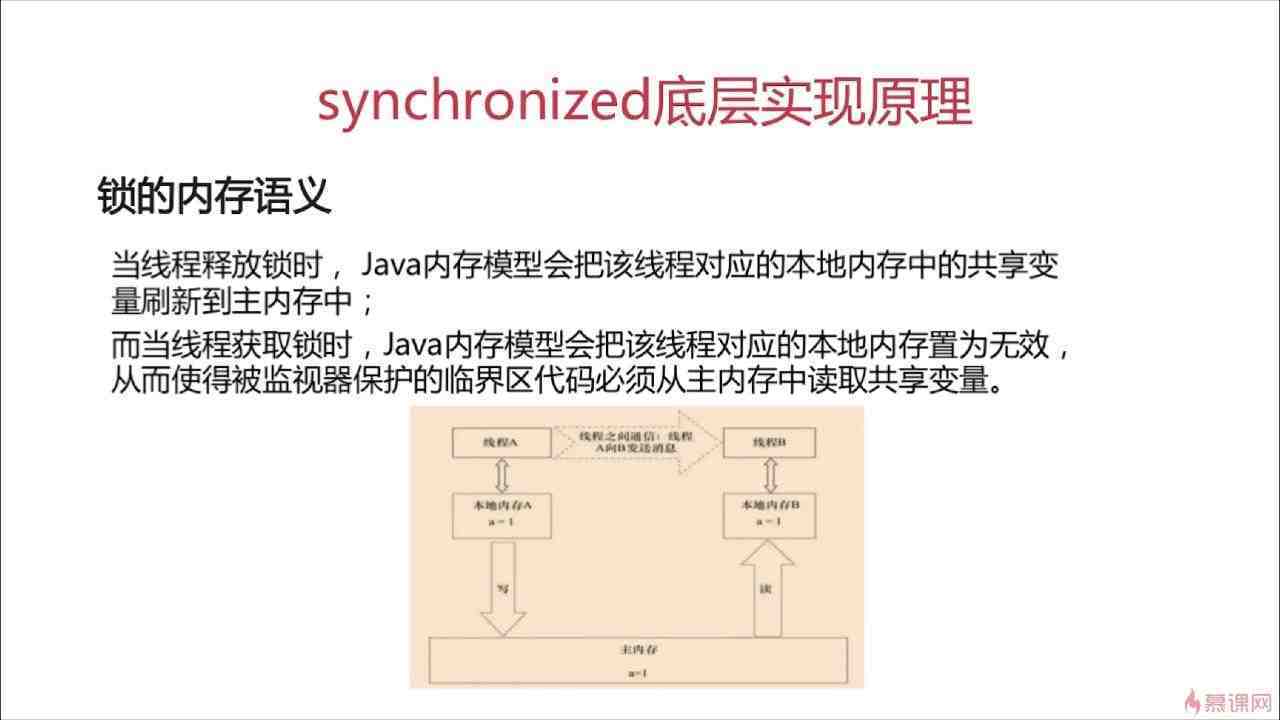 synchronized底层实现原理
锁的内存语义
当线程释放锁时，Java内存模型会把该线程对应的本地内存中的共享变
量刷新到主内存中；
而当线程获取锁时，Java内存模型会把该线程对应的本地内存置为无效，
从而使得被监视器保护的临界区代码必须从主内存中读取共享变量。
线程A
线程之间通信：线程
A向B发送消息
线程B
本地内存A
a = 1
本地内存B
a = 1
写
读
主内存
a=1
慕课网